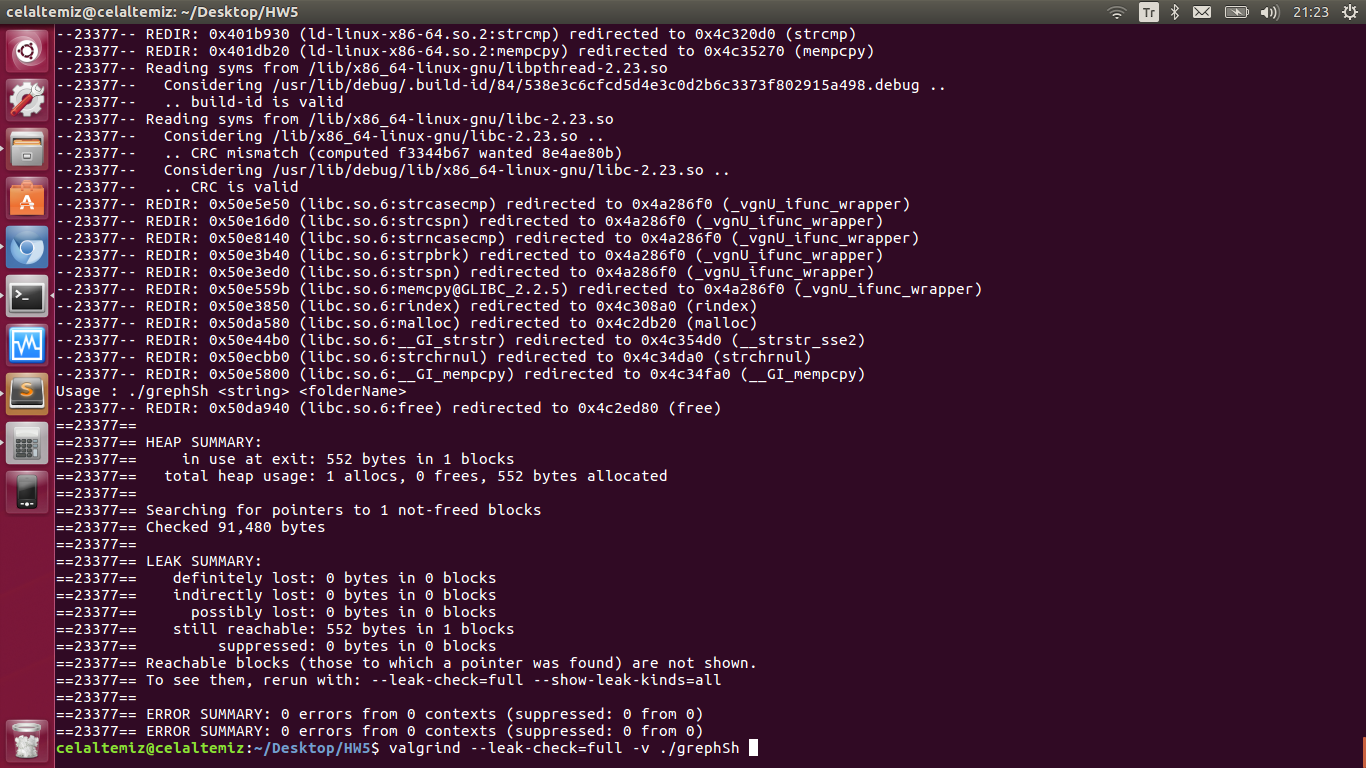 celaltemiz@celaltemiz: ~/Desktop/HW5 Tr 21:23
--23377-- REDIR: 0x401b930 (ld-linux-x86-64.so.2:strcmp) redirected to 0x4c320d0 (strcmp)
--23377-- REDIR: 0x401db20 (ld-linux-x86-64.so.2:mempcpy) redirected to 0x4c35270 (mempcpy)
--23377-- Reading syms from /lib/x86_64-linux-gnu/libpthread-2.23.so
--23377--   Considering /usr/lib/debug/.build-id/84/538e3c6cfcd5d4e3c0d2b6c3373f802915a498.debug ..
--23377--   .. build-id is valid
--23377-- Reading syms from /lib/x86_64-linux-gnu/libc-2.23.so
--23377--   Considering /lib/x86_64-linux-gnu/libc-2.23.so ..
--23377--   .. CRC mismatch (computed f3344b67 wanted 8e4ae80b)
--23377--   Considering /usr/lib/debug/lib/x86_64-linux-gnu/libc-2.23.so ..
--23377--   .. CRC is valid
--23377-- REDIR: 0x50e5e50 (libc.so.6:strcasecmp) redirected to 0x4a286f0 (_vgnU_ifunc_wrapper)
--23377-- REDIR: 0x50e16d0 (libc.so.6:strcspn) redirected to 0x4a286f0 (_vgnU_ifunc_wrapper)
--23377-- REDIR: 0x50e8140 (libc.so.6:strncasecmp) redirected to 0x4a286f0 (_vgnU_ifunc_wrapper)
--23377-- REDIR: 0x50e3b40 (libc.so.6:strpbrk) redirected to 0x4a286f0 (_vgnU_ifunc_wrapper)
--23377-- REDIR: 0x50e3ed0 (libc.so.6:strspn) redirected to 0x4a286f0 (_vgnU_ifunc_wrapper)
--23377-- REDIR: 0x50e559b (libc.so.6:memcpy@GLIBC_2.2.5) redirected to 0x4a286f0 (_vgnU_ifunc_wrapper)
--23377-- REDIR: 0x50e3850 (libc.so.6:rindex) redirected to 0x4c308a0 (rindex)
--23377-- REDIR: 0x50da580 (libc.so.6:malloc) redirected to 0x4c2db20 (malloc)
--23377-- REDIR: 0x50e44b0 (libc.so.6:__GI_strstr) redirected to 0x4c354d0 (__strstr_sse2)
--23377-- REDIR: 0x50ecbb0 (libc.so.6:strchrnul) redirected to 0x4c34da0 (strchrnul)
--23377-- REDIR: 0x50e5800 (libc.so.6:__GI_mempcpy) redirected to 0x4c34fa0 (__GI_mempcpy)
Usage : ./grephSh <string> <folderName>
--23377-- REDIR: 0x50da940 (libc.so.6:free) redirected to 0x4c2ed80 (free)
==23377==
==23377== HEAP SUMMARY:
==23377==     in use at exit: 552 bytes in 1 blocks
==23377==   total heap usage: 1 allocs, 0 frees, 552 bytes allocated
==23377==
==23377== Searching for pointers to 1 not-freed blocks
==23377== Checked 91,480 bytes
==23377==
==23377== LEAK SUMMARY:
==23377==    definitely lost: 0 bytes in 0 blocks
==23377==    indirectly lost: 0 bytes in 0 blocks
==23377==      possibly lost: 0 bytes in 0 blocks
==23377==    still reachable: 552 bytes in 1 blocks
==23377==         suppressed: 0 bytes in 0 blocks
==23377== Reachable blocks (those to which a pointer was found) are not shown.
==23377== To see them, rerun with: --leak-check=full --show-leak-kinds=all
==23377==
==23377== ERROR SUMMARY: 0 errors from 0 contexts (suppressed: 0 from 0)
==23377== ERROR SUMMARY: 0 errors from 0 contexts (suppressed: 0 from 0)
celaltemiz@celaltemiz:~/Desktop/HW5$ valgrind --leak-check=full -v ./grephSh